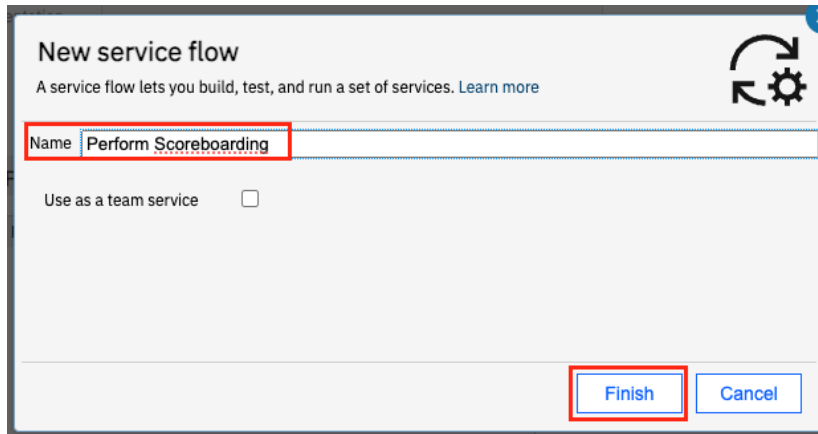 New service flow
A service flow lets you build, test, and run a set of services. Learn more
Name Perform Scoreboarding
Use as a team service
Finish Cancel